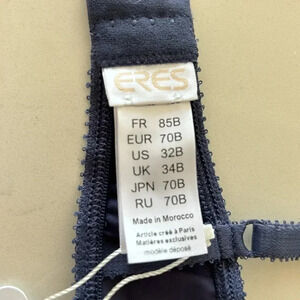 ERES
FR 85B
EUR 70B
US 32B
UK 34B
JPN 70B
RU 70B
Made in Morocco
Article créé à Paris
Matières exclusives
modèle déposé